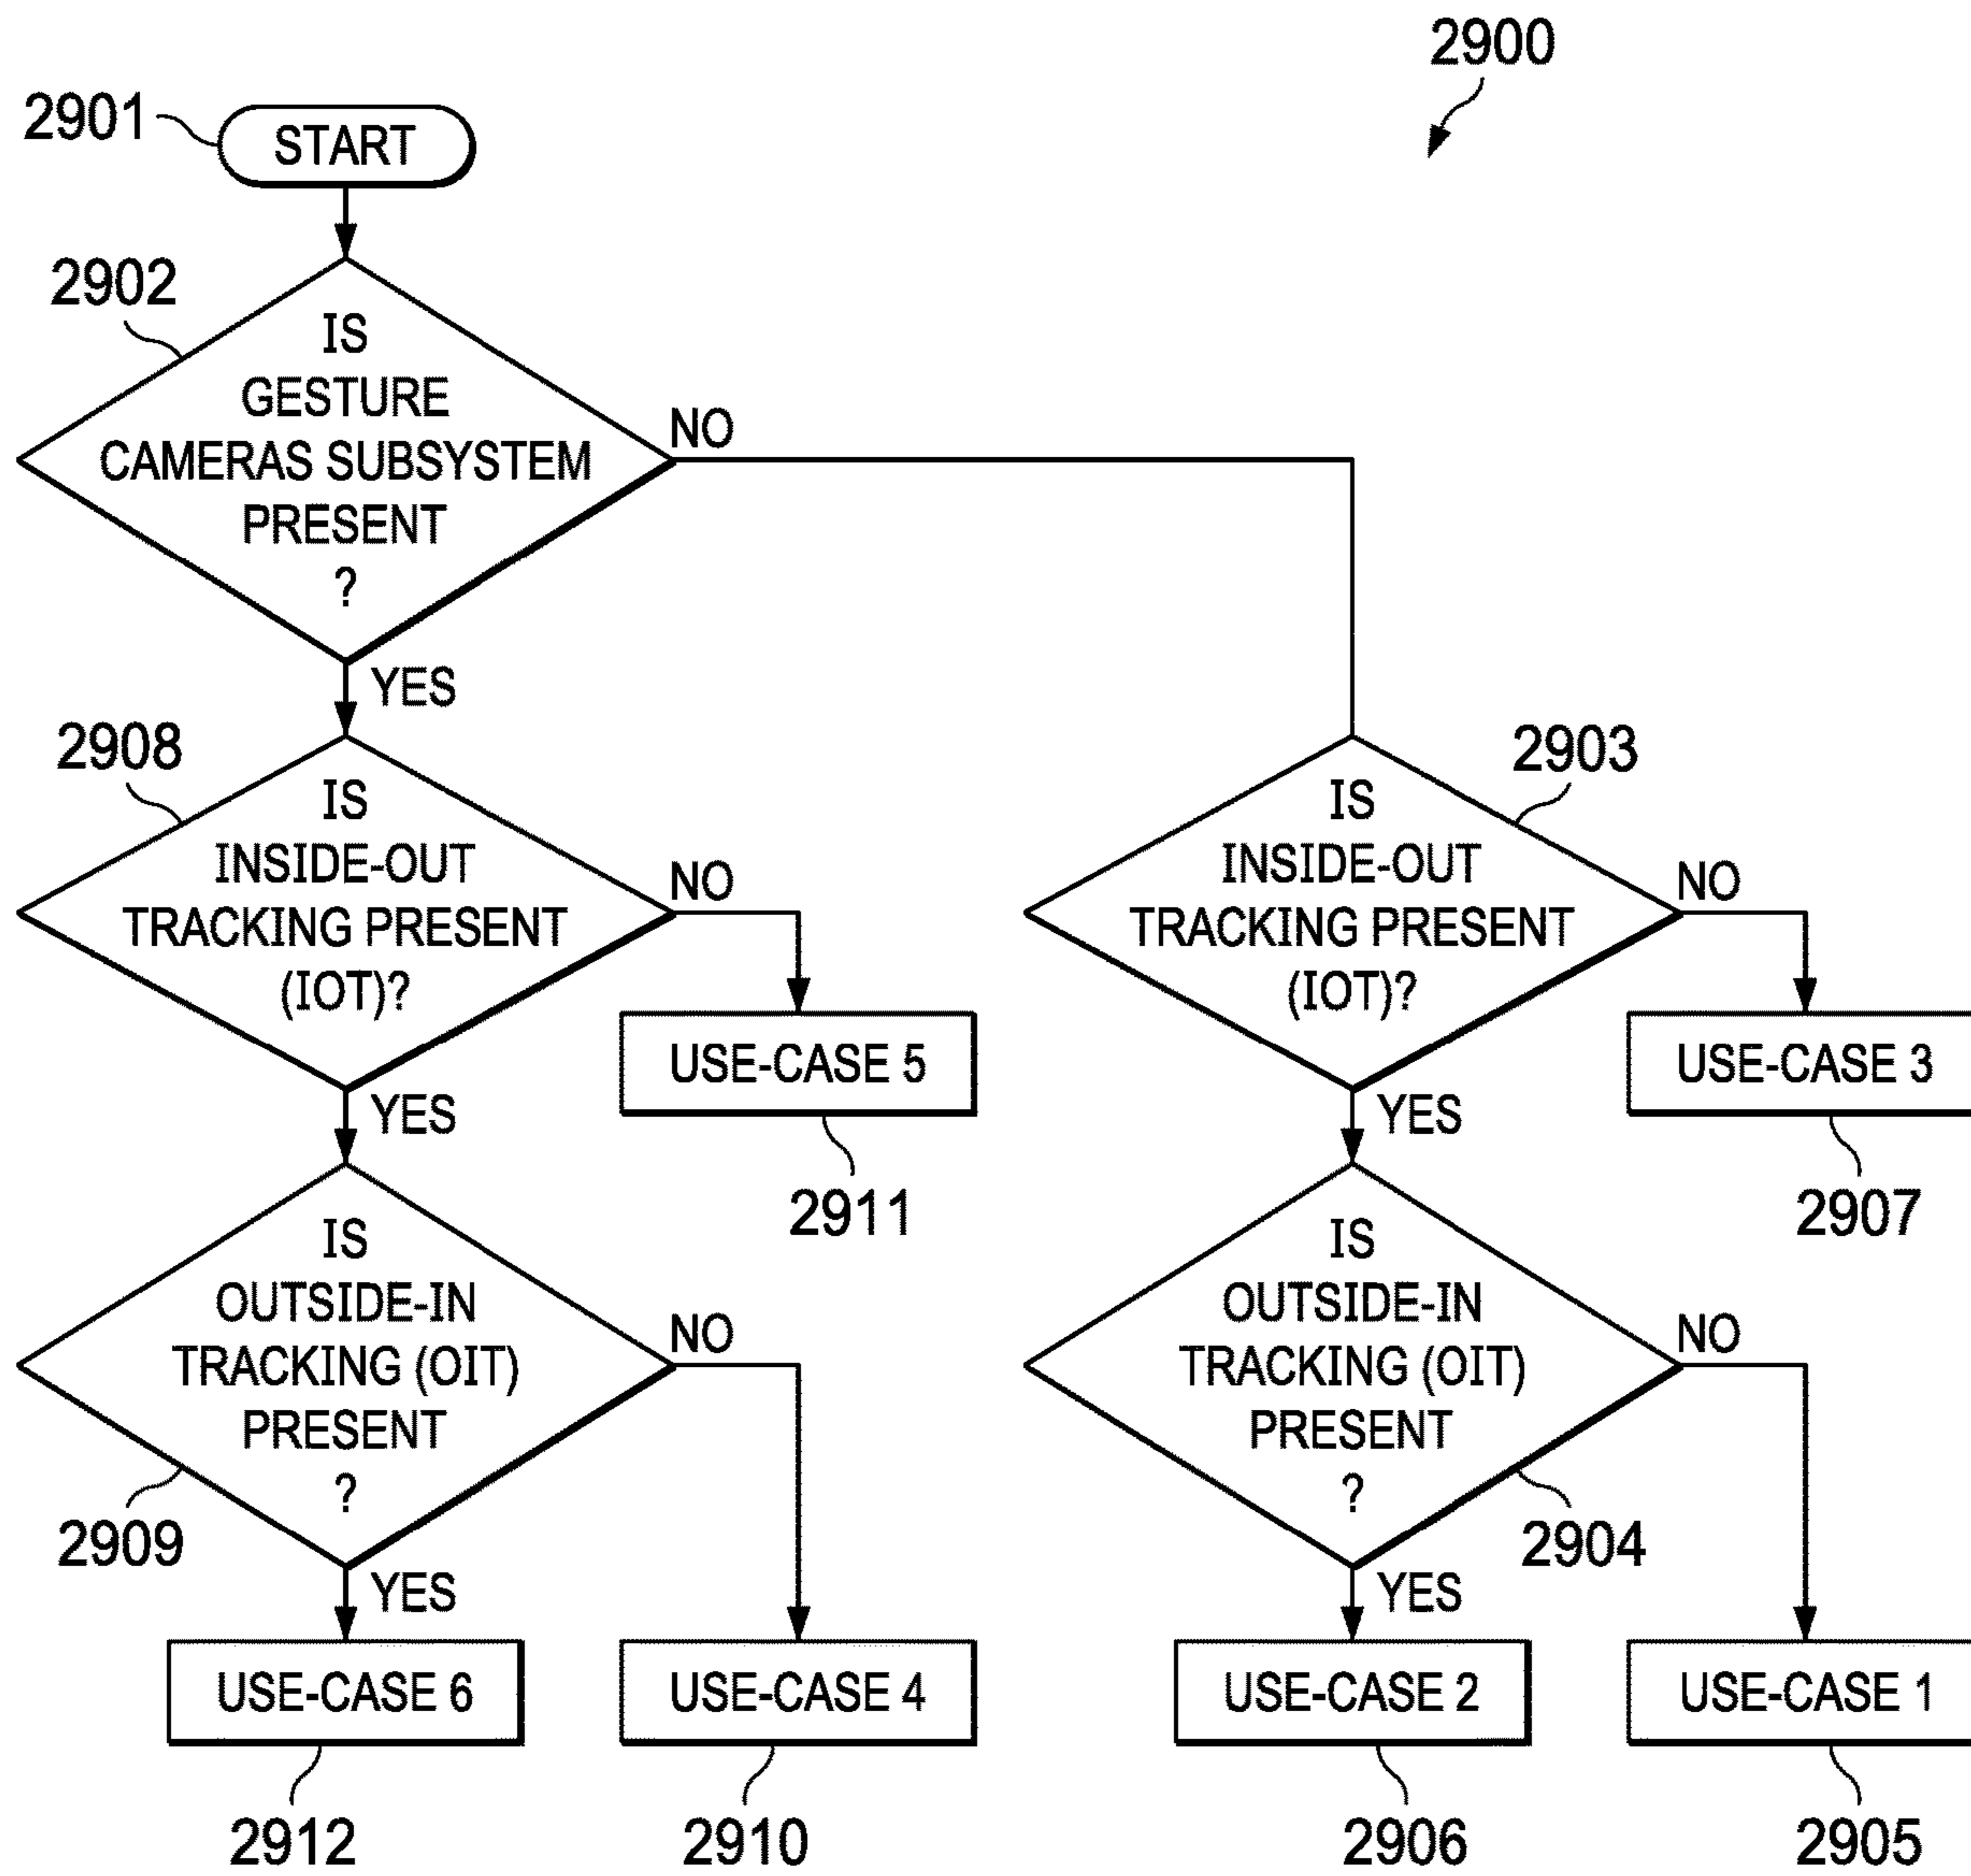 2900
2901
START
2902
IS
GESTURE
CAMERAS SUBSYSTEM
PRESENT
?
NO
YES
2908
IS
INSIDE-OUT
TRACKING PRESENT
(IOT)?
NO
YES
USE-CASE 5
2911
2903
IS
INSIDE-OUT
TRACKING PRESENT
(IOT)?
NO
YES
USE-CASE 3
2907
IS
OUTSIDE-IN
TRACKING (OIT)
PRESENT
?
2909
NO
YES
USE-CASE 6
2912
USE-CASE 4
2910
IS
OUTSIDE-IN
TRACKING (OIT)
PRESENT
?
2904
NO
YES
USE-CASE 2
2906
USE-CASE 1
2905